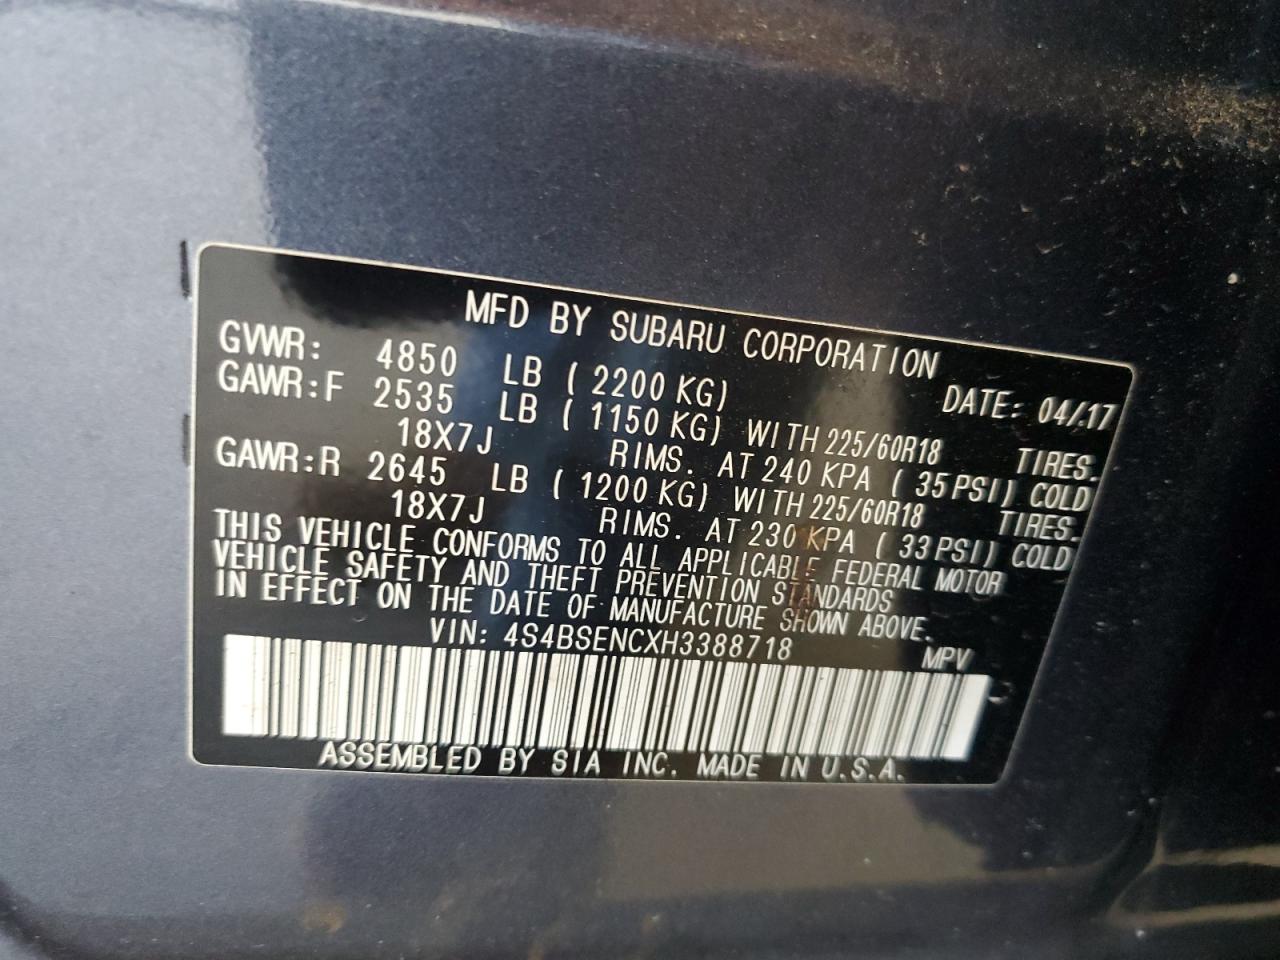 MFD BY SUBARU CORPORATION
GVWR: 4850 LB ( 2200 KG) DATE: 04/17
GAWR:F 2535 LB ( 1150 KG) WITH 225/60R18 TIRES.
18X7J RIMS. AT 240 KPA ( 35 PSI) COLD
GAWR:R 2645 LB ( 1200 KG) WITH 225/60R18 TIRES.
18X7J RIMS. AT 230 KPA ( 33 PSI) COLD
THIS VEHICLE CONFORMS TO ALL APPLICABLE FEDERAL MOTOR
VEHICLE SAFETY AND THEFT PREVENTION STANDARDS
IN EFFECT ON THE DATE OF MANUFACTURE SHOWN ABOVE.
VIN: 4S4BSENCXH3388718 MPV
ASSEMBLED BY SIA INC. MADE IN U.S.A.